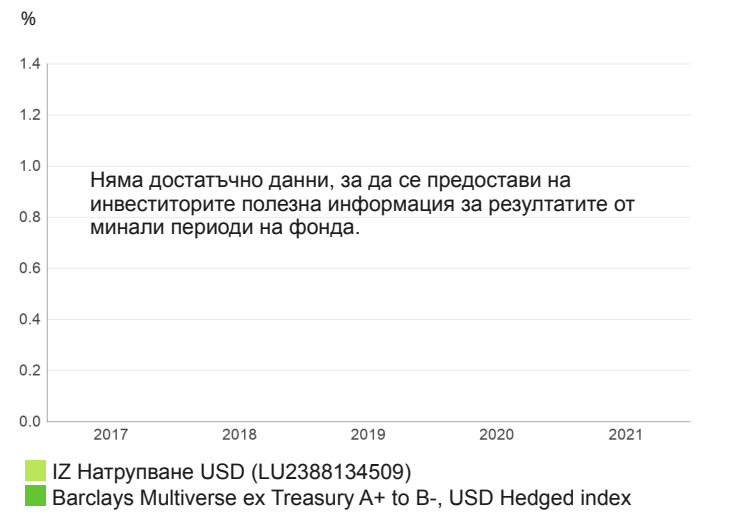 %
1.4
1.2
1.0
Няма достатъчно данни, за да се предостави на
инвеститорите полезна информация за резултатите от
0.8
минали периоди на фонда.
0.6
0.4
0.2
0.0
2017 2018 2019 2020 2021
IZ Натрупване USD (LU2388134509)
Barclays Multiverse ex Treasury A+ to B-, USD Hedged index